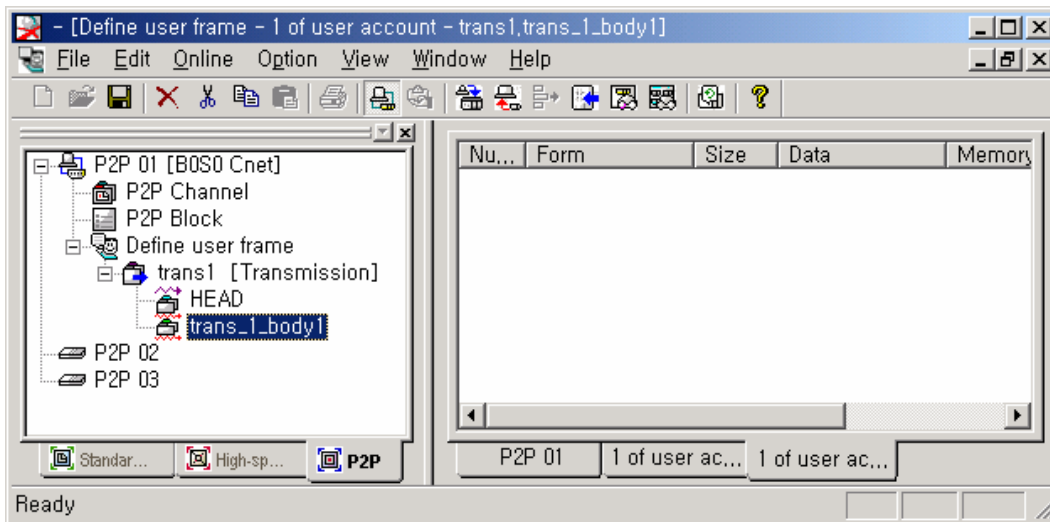 - [Define user frame - 1 of user account - trans1,trans_1_body1]
File Edit Online Option View Window Help
P2P 01 [B0S0 Cnet]
P2P Channel
P2P Block
Define user frame
trans1 [Transmission]
HEAD
trans_1_body1
P2P 02
P2P 03
Standar...
High-sp...
P2P
Nu... Form Size Data Memory
P2P 01
1 of user ac...
1 of user ac...
Ready